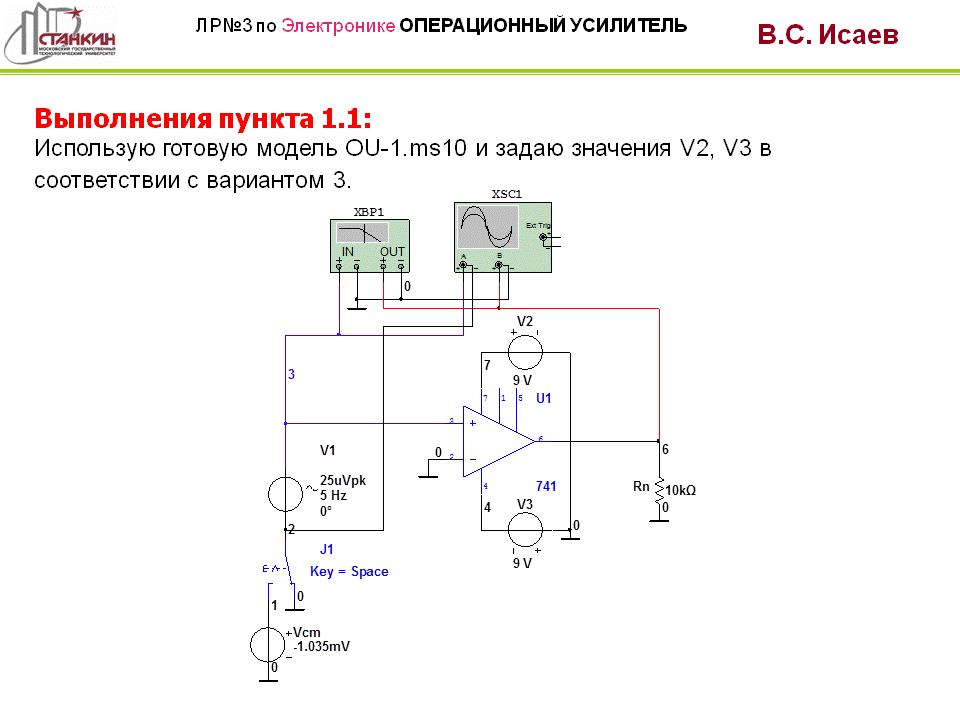 СТАНКИН
МОСКОВСКИЙ ГОСУДАРСТВЕННЫЙ
ТЕХНОЛОГИЧЕСКИЙ УНИВЕРСИТЕТ
ЛР№3 по Электронике ОПЕРАЦИОННЫЙ УСИЛИТЕЛЬ
В.С. Исаев
Выполнения пункта 1.1:
Использую готовую модель OU-1.ms10 и задаю значения V2, V3 в
соответствии с вариантом 3.
XBP1
XSC1
IN OUT
Ext Trig
A B
0
V2
7
9 V
3
7 1 5
U1
3
0 2
6
6
V1
25uVpk
5 Hz
0°
4
741
4
V3
Rn 10kΩ
0
2
0
9 V
J1
Key = Space
0
1
Vcm
-1.035mV
0